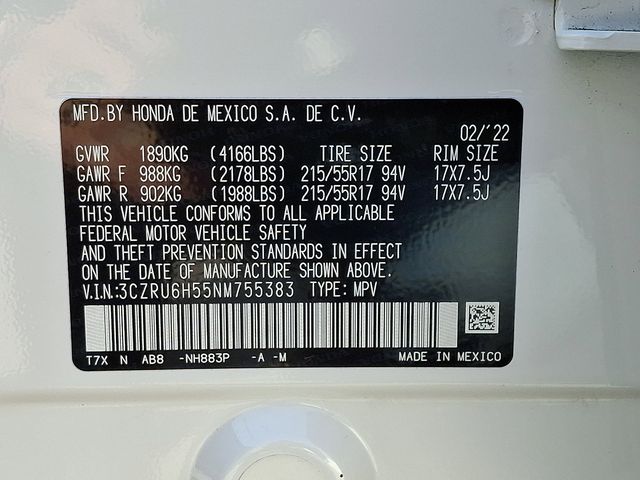 MFD.BY HONDA DE MEXICO S.A. DE C.V.
02/'22
GVWR 1890KG (4166LBS) TIRE SIZE RIM SIZE
GAWR F 988KG (2178LBS) 215/55R17 94V 17X7.5J
GAWR R 902KG (1988LBS) 215/55R17 94V 17X7.5J
THIS VEHICLE CONFORMS TO ALL APPLICABLE
FEDERAL MOTOR VEHICLE SAFETY
AND THEFT PREVENTION STANDARDS IN EFFECT
ON THE DATE OF MANUFACTURE SHOWN ABOVE.
V.I.N.:3CZRU6H55NM755383 TYPE: MPV
T7X N AB8 -NH883P -A -M MADE IN MEXICO